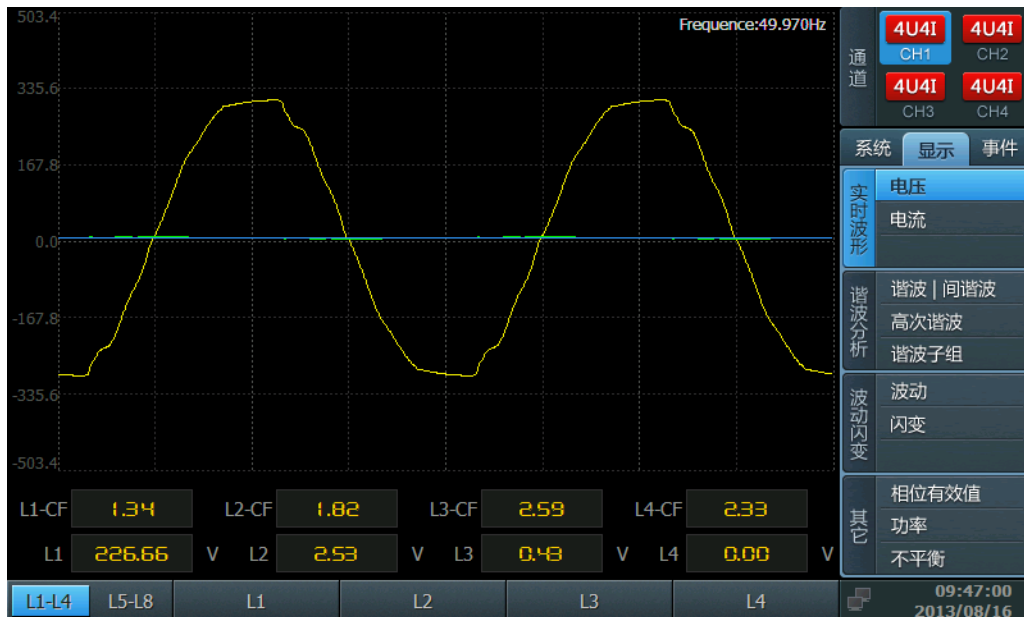 503.4
Frequence:49.970Hz
335.6
167.8
0.0
-167.8
-335.6
-503.4
L1-CF 1.34 L2-CF 1.82 L3-CF 2.59 L4-CF 2.33
L1 226.66 V L2 2.53 V L3 0.43 V L4 0.00 V
L1-L4 L5-L8 L1 L2 L3 L4
通道
4U4I 4U4I
CH1 CH2
4U4I 4U4I
CH3 CH4
系统 显示 事件
实时波形
电压
电流
谐波分析
谐波 | 间谐波
高次谐波
谐波子组
波动闪变
波动
闪变
其它
相位有效值
功率
不平衡
09:47:00
2013/08/16